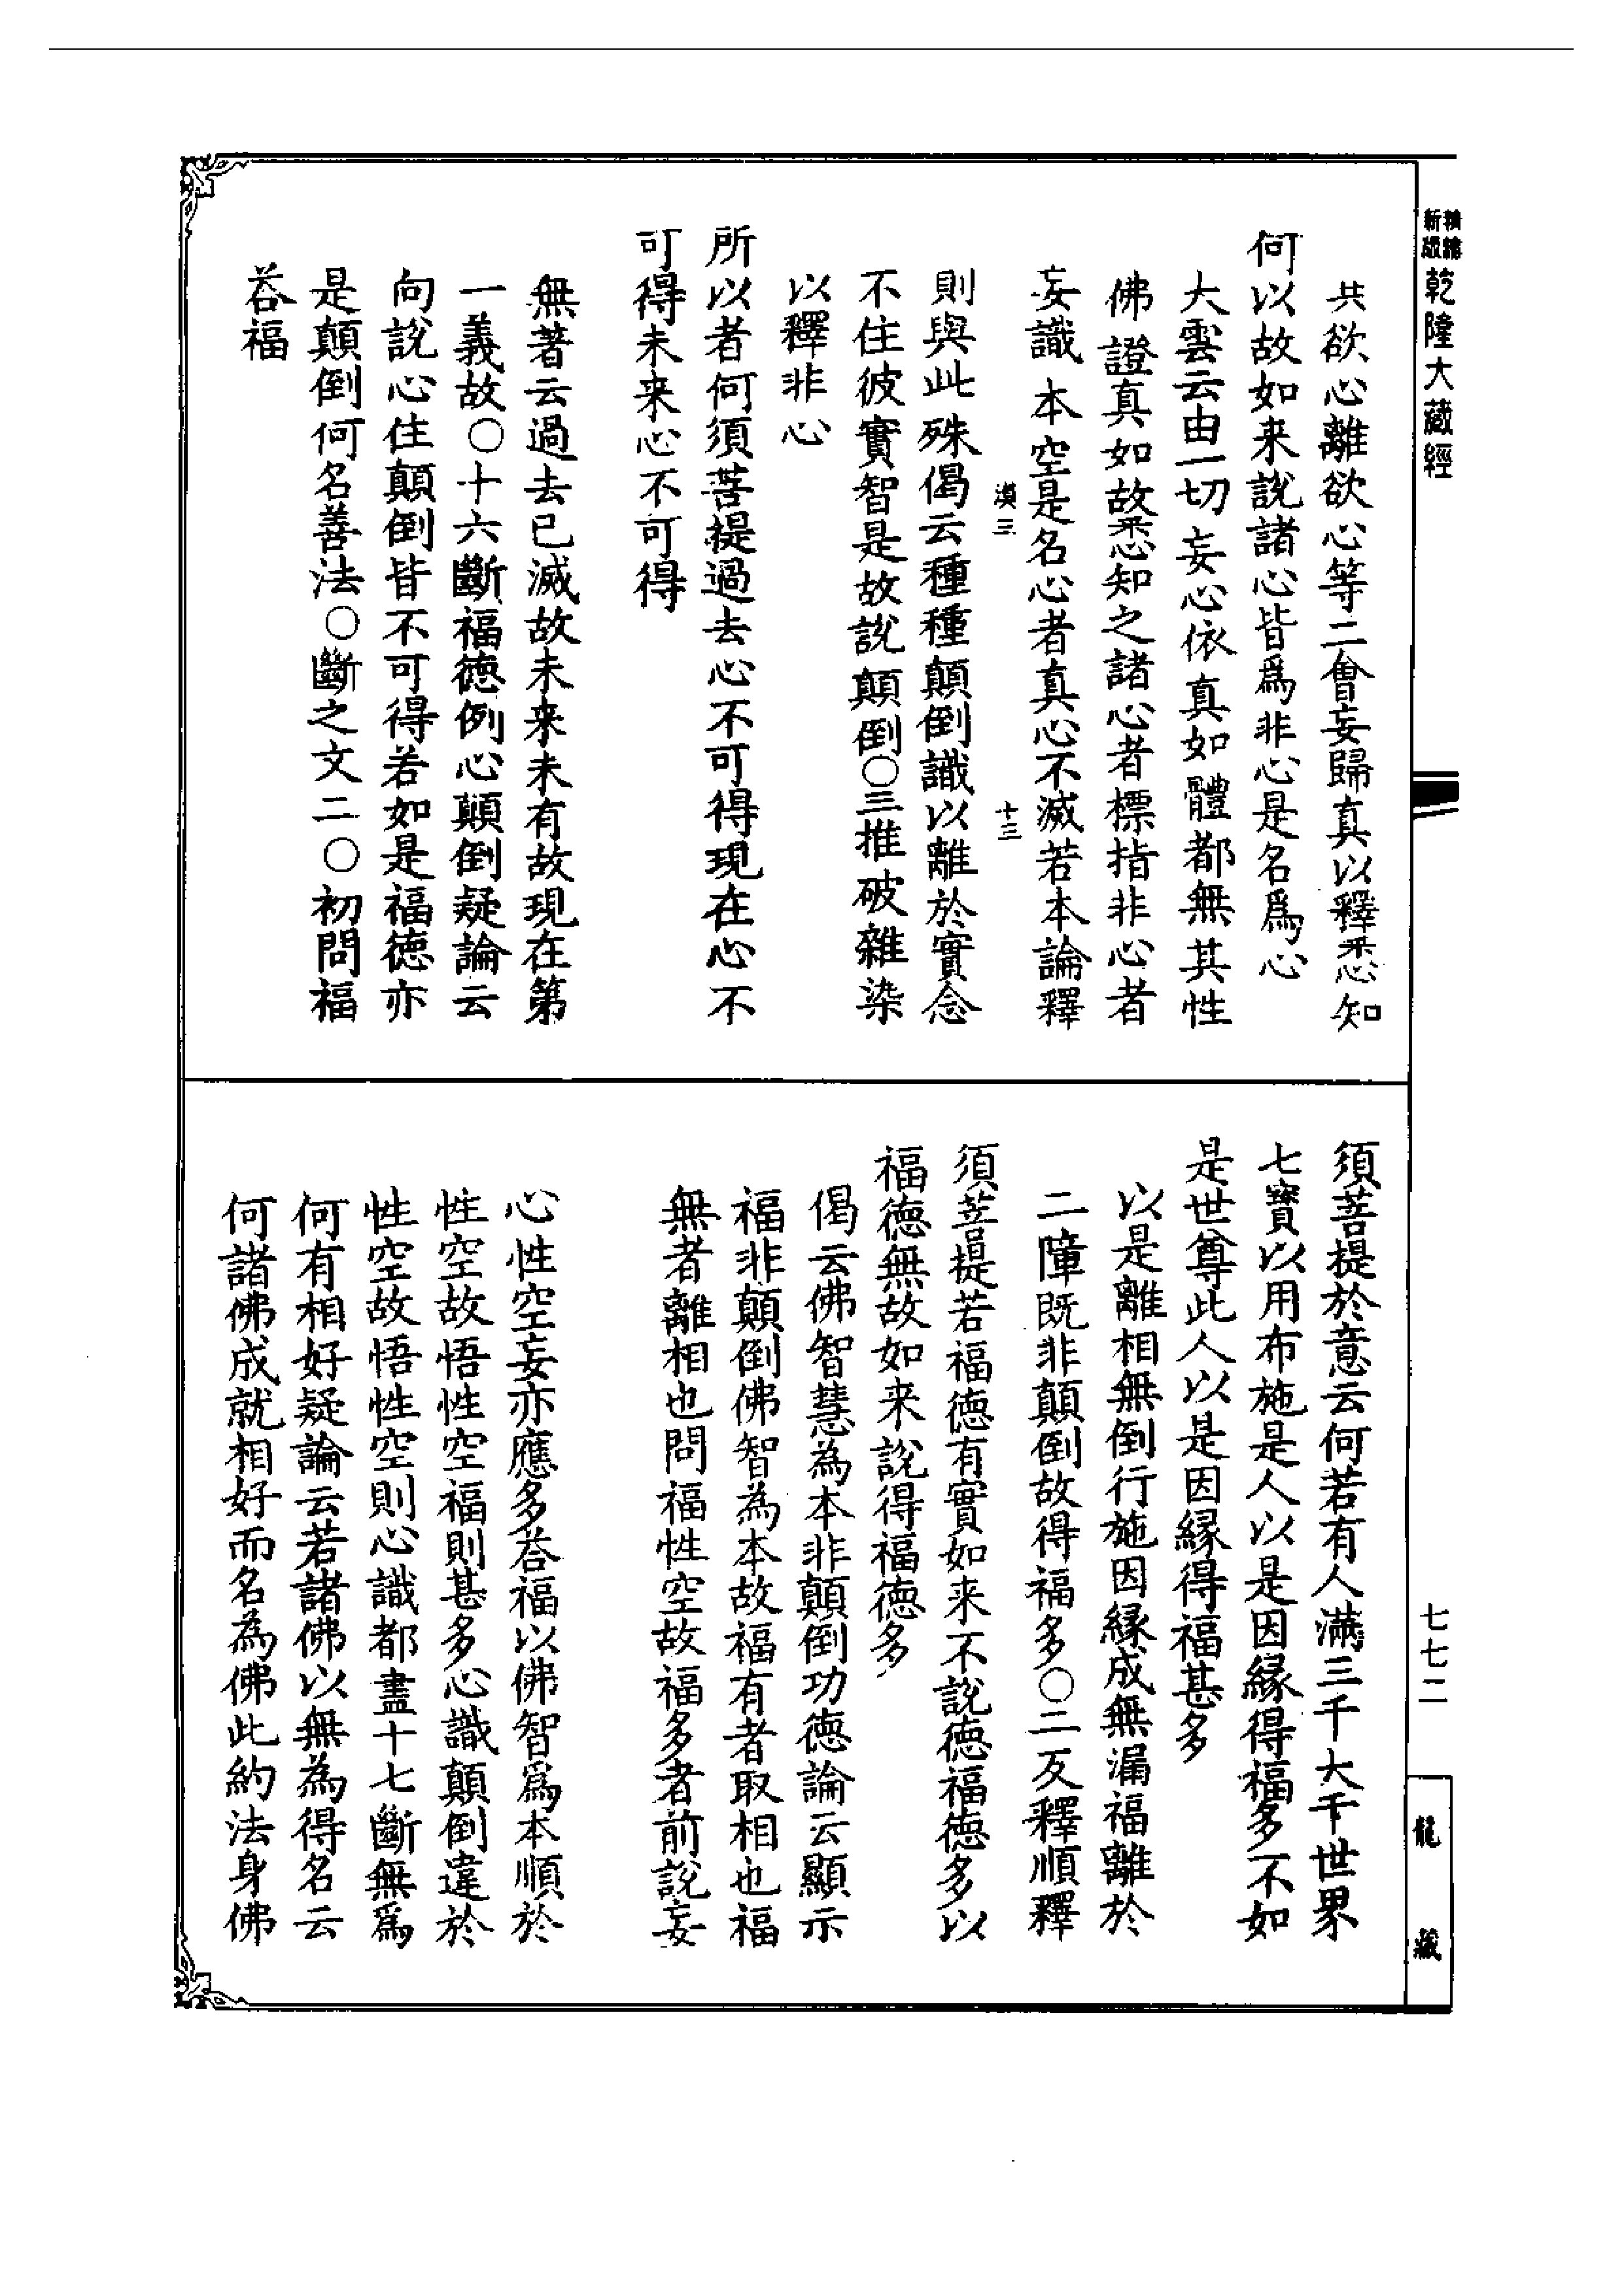 新版
精縮
乾隆大藏經
共欲心離欲心等二會妄歸真以釋悉知
何以故如来說諸心皆爲非心是名爲心
大雲云由一切妄心依真如體都無其性
佛證真如故悉知之諸心者標指非心者
妄識本空是名心者真心不滅若本論釋
漠三
十三
則與此殊偈云種種顛倒識以離於實念
不住彼實智是故說顛倒〇三推破雜染
以釋非心
所以者何須菩提過去心不可得現在心不
可得未来心不可得
無著云過去已滅故未来未有故現在第
一義故〇十六斷福德例心顛倒疑論云
向說心住顛倒皆不可得若如是福德亦
是顛倒何名善法〇斷之文二〇初問福
荅福
須菩提於意云何若有人滿三千大千世界
七寶以用布施是人以是因緣得福多不如
是世尊此人以是因緣得福甚多
以是離相無倒行施因緣成無漏福離於
二障既非顛倒故得福多〇二反釋順釋
須菩提若福德有實如来不說德福德多以
福德無故如来說得福德多
偈云佛智慧為本非顛倒功德論云顯示
福非顛倒佛智為本故福有者取相也福
無者離相也問福性空故福多者前說妄
心性空妄亦應多荅福以佛智爲本順於
性空故悟性空福則甚多心識顛倒違於
性空故悟性空則心識都盡十七斷無爲
何有相好疑論云若諸佛以無為得名云
何諸佛成就相好而名為佛此約法身佛
七七二
龍藏